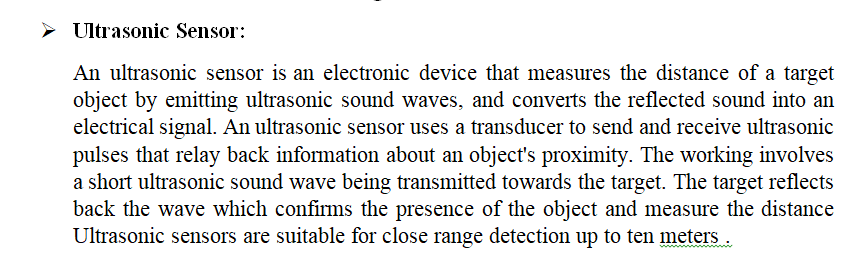 ➢ Ultrasonic Sensor:
An ultrasonic sensor is an electronic device that measures the distance of a target
object by emitting ultrasonic sound waves, and converts the reflected sound into an
electrical signal. An ultrasonic sensor uses a transducer to send and receive ultrasonic
pulses that relay back information about an object's proximity. The working involves
a short ultrasonic sound wave being transmitted towards the target. The target reflects
back the wave which confirms the presence of the object and measure the distance
Ultrasonic sensors are suitable for close range detection up to ten meters .